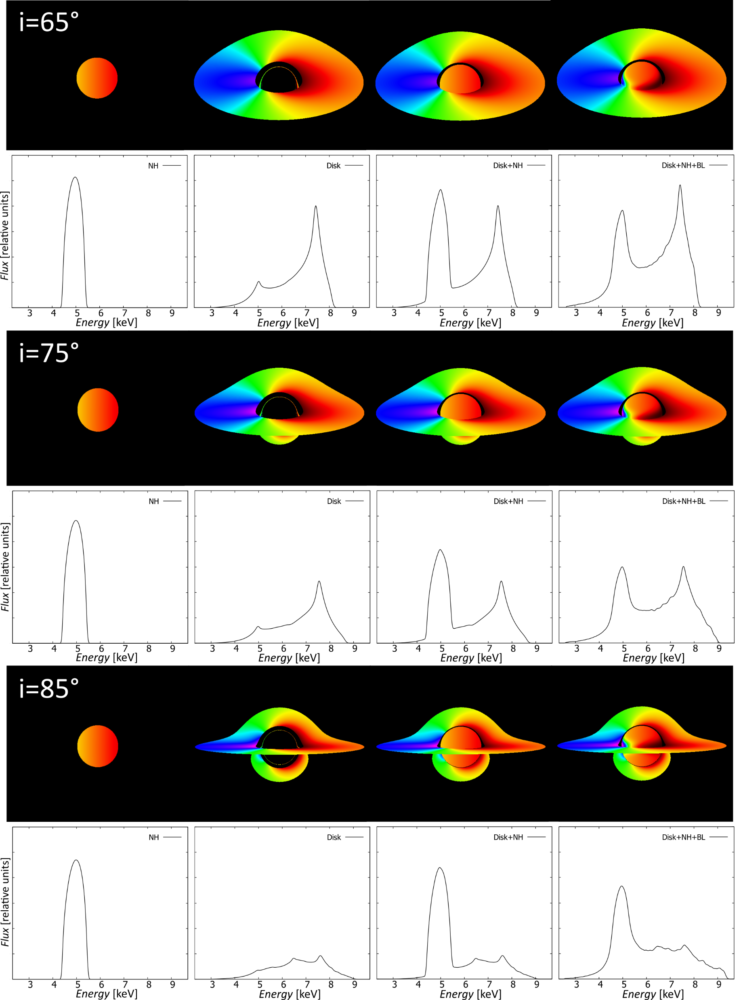 i=65°
NH
Disk
Disk+NH
Disk+NH+BL
Flux [relative units]
3 4 5 6 7 8 9
3 4 5 6 7 8 9
3 4 5 6 7 8 9
3 4 5 6 7 8 9
Energy [keV]
Energy [keV]
Energy [keV]
Energy [keV]
i=75°
NH
Disk
Disk+NH
Disk+NH+BL
Flux [relative units]
3 4 5 6 7 8 9
3 4 5 6 7 8 9
3 4 5 6 7 8 9
3 4 5 6 7 8 9
Energy [keV]
Energy [keV]
Energy [keV]
Energy [keV]
i=85°
NH
Disk
Disk+NH
Disk+NH+BL
Flux [relative units]
3 4 5 6 7 8 9
3 4 5 6 7 8 9
3 4 5 6 7 8 9
3 4 5 6 7 8 9
Energy [keV]
Energy [keV]
Energy [keV]
Energy [keV]